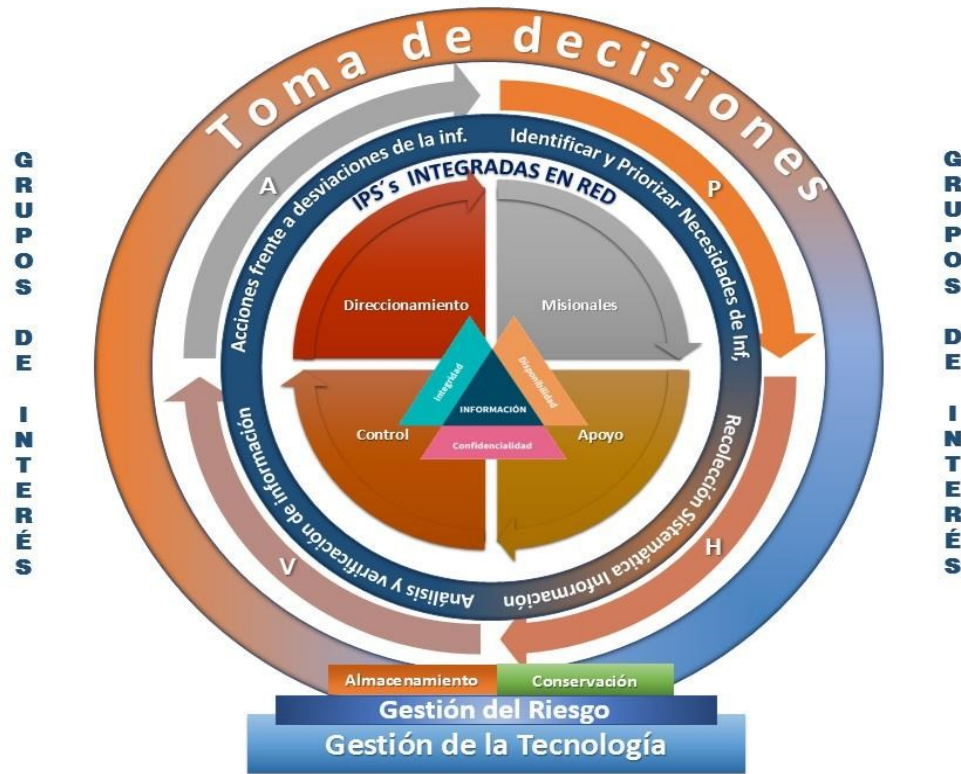 Toma de decisiones
GRUPOS DE INTERÉS
GRUPOS DE INTERÉS
A
P
Acciones frente a desviaciones de la inf.
Identificar y Priorizar Necesidades de Inf,
IPS´s INTEGRADAS EN RED
Direccionamiento
Misionales
Integridad
Disponibilidad
INFORMACIÓN
Confidencialidad
Control
Apoyo
Análisis y verificación de información
Recolección Sistemática Información
V
H
Almacenamiento
Conservación
Gestión del Riesgo
Gestión de la Tecnología